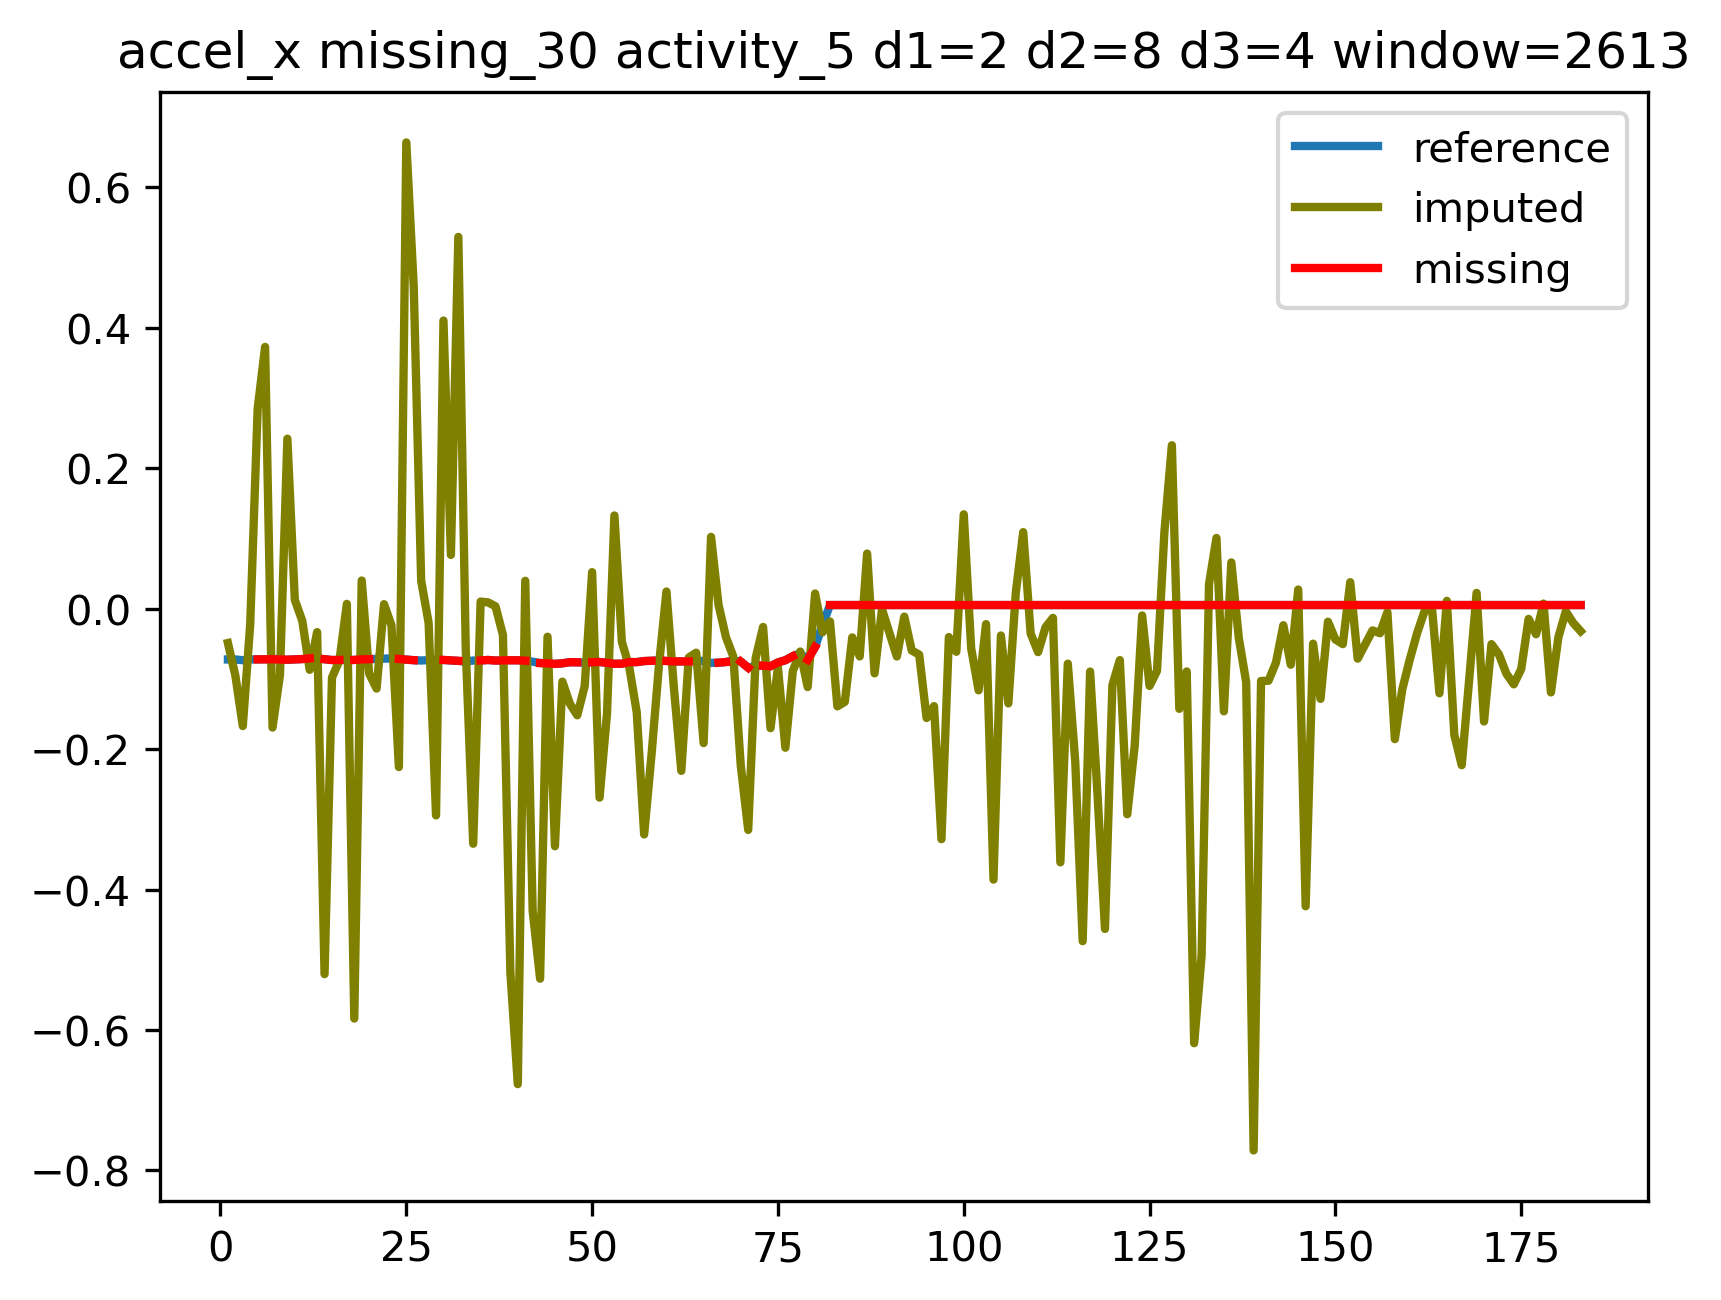 accel_x missing_30 activity_5 d1=2 d2=8 d3=4 window=2613
reference
imputed
missing
0.6
0.4
0.2
0.0
−0.2
−0.4
−0.6
−0.8
0 25 50 75 100 125 150 175